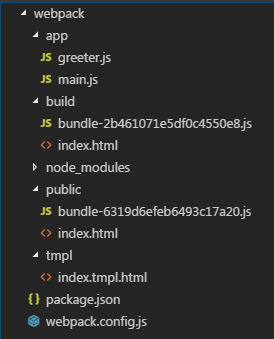 webpack
app
JS greeter.js
JS main.js
build
JS bundle-2b461071e5df0c4550e8.js
<> index.html
node_modules
public
JS bundle-6319d6efeb6493c17a20.js
<> index.html
tmpl
<> index.tmpl.html
{} package.json
webpack.config.js